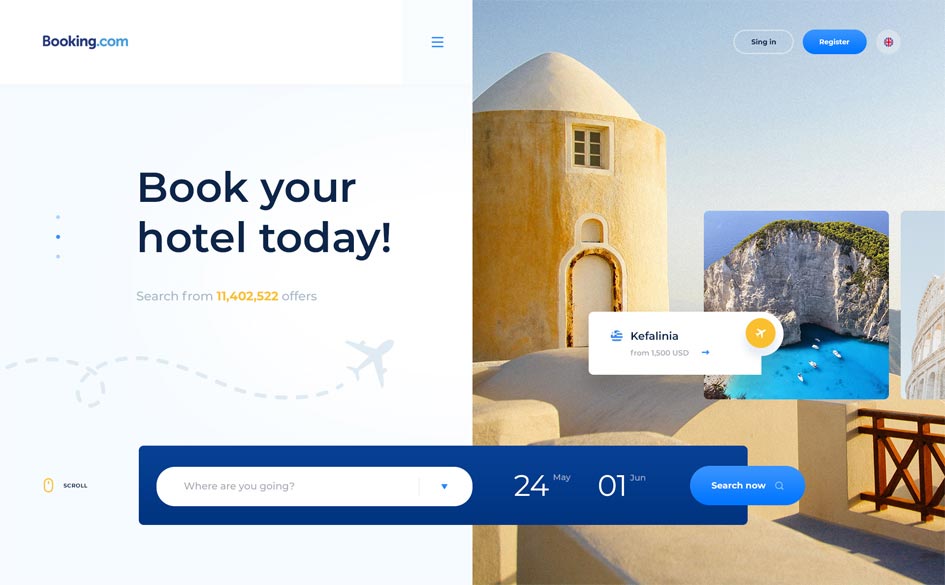 Booking.com
Sing in
Register
Book your
hotel today!
Search from 11,402,522 offers
Kefalinia
from 1,500 USD
SCROLL
Where are you going?
24 May
01 Jun
Search now